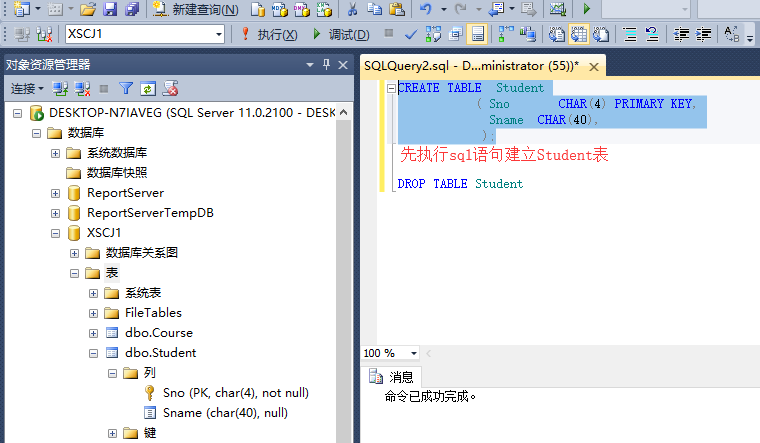 新建查询(N)
MDX
DMX
XSCJ1
执行(X)
调试(D)
对象资源管理器
SQLQuery2.sql - D...ministrator (55))*
连接
DESKTOP-N7IAVEG (SQL Server 11.0.2100 - DESK
数据库
系统数据库
数据库快照
ReportServer
ReportServerTempDB
XSCJ1
数据库关系图
表
系统表
FileTables
dbo.Course
dbo.Student
列
Sno (PK, char(4), not null)
Sname (char(40), null)
键
CREATE TABLE Student
( Sno CHAR(4) PRIMARY KEY,
Sname CHAR(40),
);
先执行sql语句建立Student表
DROP TABLE Student
100 %
消息
命令已成功完成。